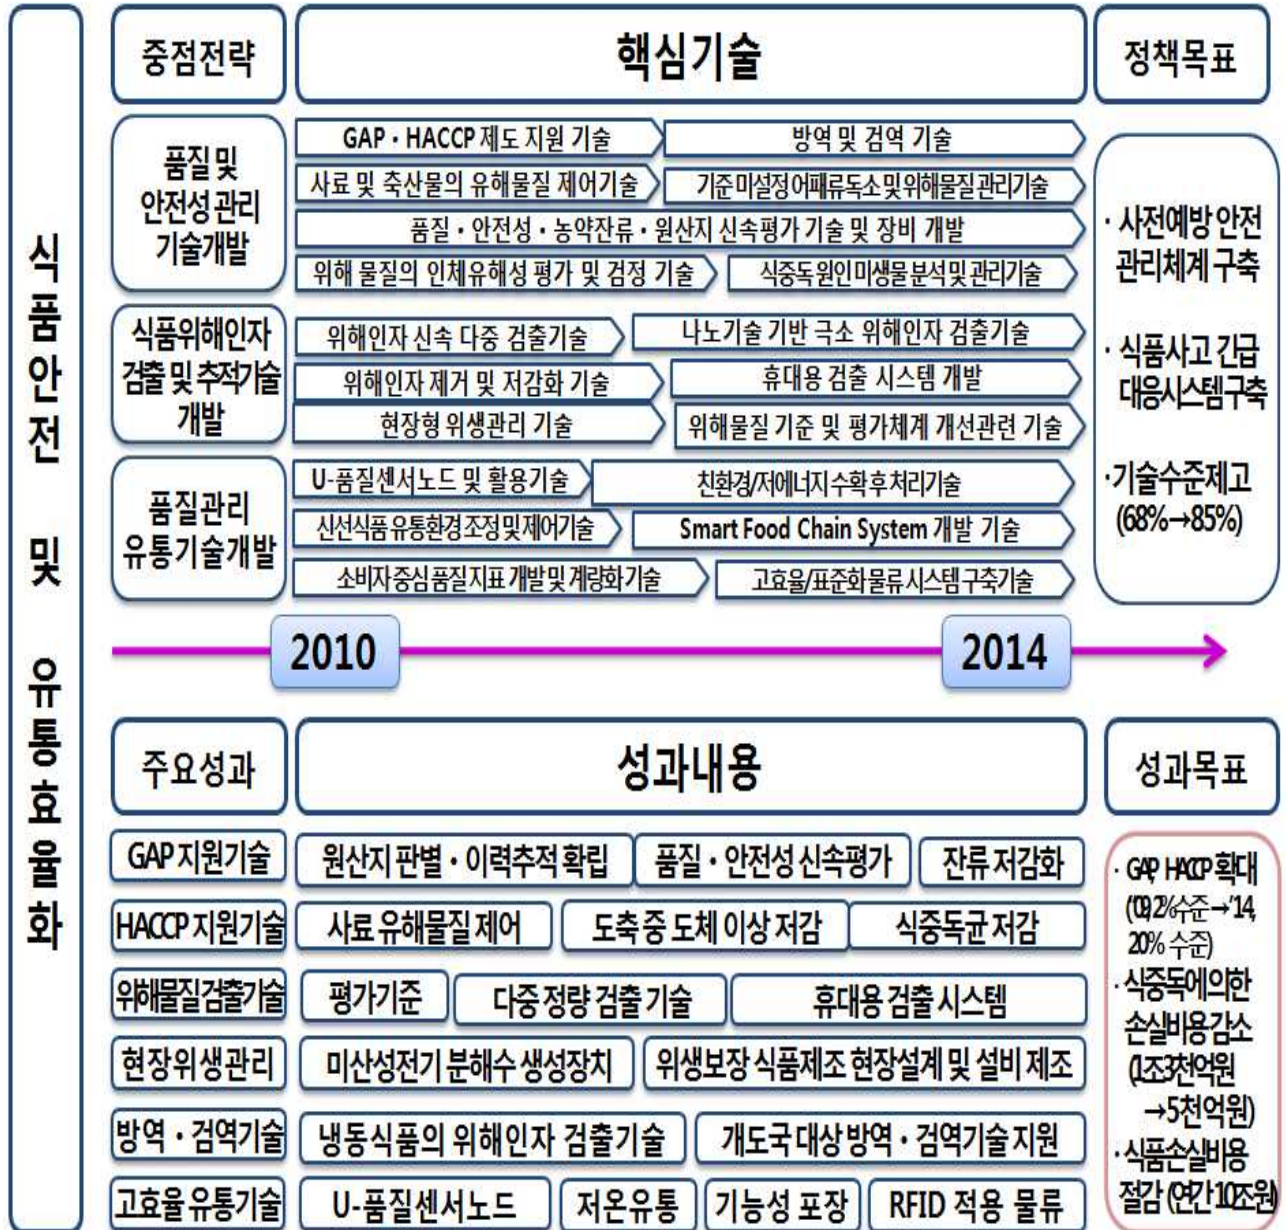 식품안전 및 유통효율화
중점전략
핵심기술
정책목표
품질 및
안전성 관리
기술개발
GAP・HACCP 제도 지원 기술
방역 및 검역 기술
사료 및 축산물의 유해물질 제어기술
기준미설정어패류독소및위해물질관리기술
품질・안전성・농약잔류・원산지 신속평가 기술 및 장비 개발
위해 물질의 인체유해성 평가 및 검정 기술
식중독원인미생물분석및관리기술
식품위해인자
검출 및 추적기술
개발
위해인자 신속 다중 검출기술
나노기술 기반 극소 위해인자 검출기술
위해인자 제거 및 저감화 기술
휴대용 검출 시스템 개발
현장형 위생관리 기술
위해물질 기준 및 평가체계 개선관련 기술
품질관리
유통기술개발
U-품질센서노드 및 활용기술
친환경/저에너지수확후처리기술
신선식품유통환경조정및제어기술
Smart Food Chain System 개발 기술
소비자중심품질지표개발및계량화기술
고효율/표준화물류시스템구축기술
· 사전예방 안전
관리체계 구축
· 식품사고 긴급
대응시스템구축
·기술수준제고
(68%→85%)
2010
2014
주요성과
성과내용
성과목표
GAP지원기술
원산지 판별・이력추적 확립
품질・안전성 신속평가
잔류 저감화
HACCP지원기술
사료 유해물질 제어
도축 중 도체 이상 저감
식중독균 저감
위해물질검출기술
평가기준
다중 정량 검출 기술
휴대용 검출 시스템
현장위생관리
미산성전기 분해수 생성장치
위생보장 식품제조 현장설계 및 설비 제조
방역・검역기술
냉동식품의 위해인자 검출기술
개도국 대상 방역・검역기술 지원
고효율 유통기술
U-품질센서노드
저온유통
기능성 포장
RFID 적용 물류
· GAP, HACCP확대
('09,2%수준→'14,
20% 수준)
·식중독에의한
손실비용감소
(1조3천억원
→5천억원)
·식품손실비용
절감 (연간10조원)